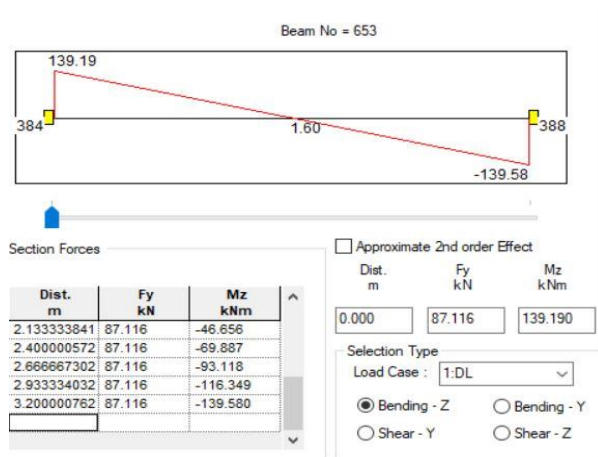 Beam No = 653
139.19
384
1.60
388
-139.58
Section Forces
Dist. m Fy kN Mz kNm
2.133333841 87.116 -46.656
2.400000572 87.116 -69.887
2.666667302 87.116 -93.118
2.933334032 87.116 -116.349
3.200000762 87.116 -139.580
Approximate 2nd order Effect
Dist. m Fy kN Mz kNm
0.000 87.116 139.190
Selection Type
Load Case : 1:DL
Bending - Z Bending - Y
Shear - Y Shear - Z